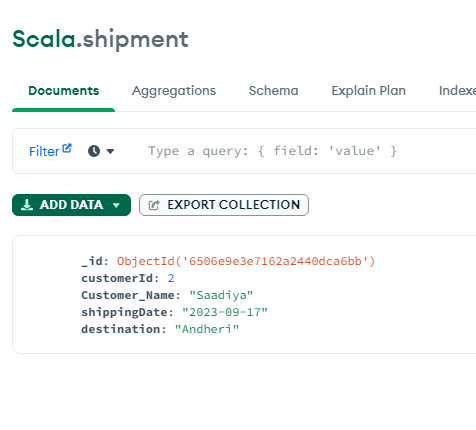 Scala.shipment
Documents Aggregations Schema Explain Plan Indexe
Filter Type a query: { field: 'value' }
ADD DATA EXPORT COLLECTION
_id: ObjectId('6506e9e3e7162a2440dca6bb')
customerId: 2
Customer_Name: "Saadiya"
shippingDate: "2023-09-17"
destination: "Andheri"